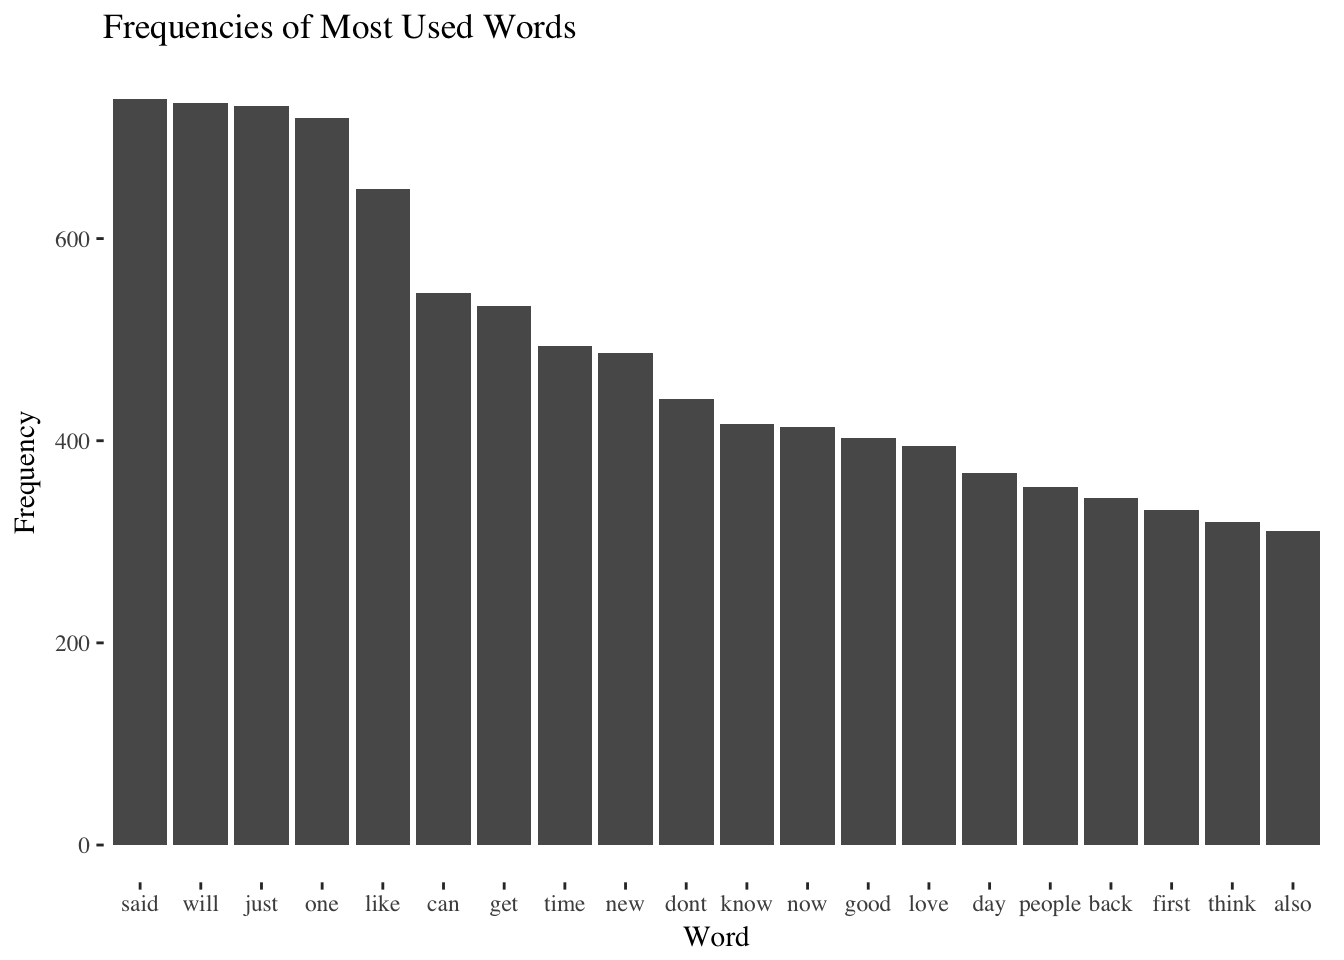 Frequencies of Most Used Words
Frequency
600
400
200
0
said will just one like can get time new dont know now good love day people back first think also
Word